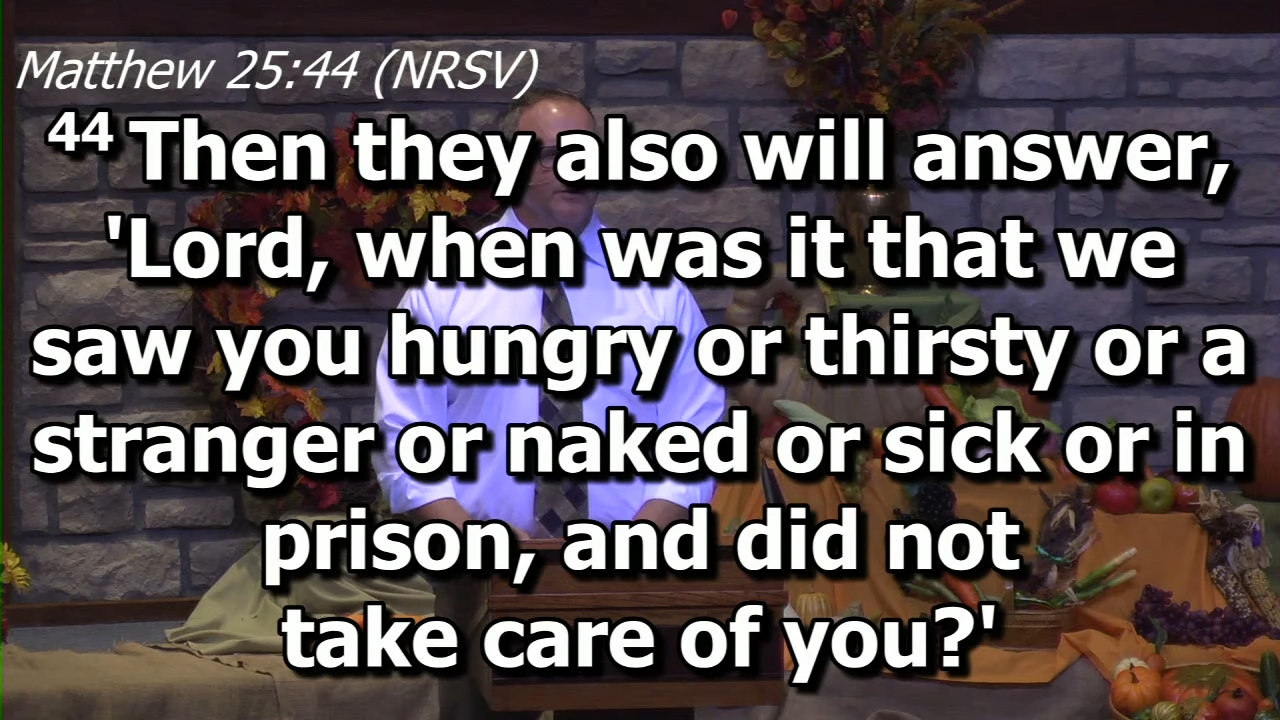 Matthew 25:44 (NRSV)
44 Then they also will answer,
'Lord, when was it that we
saw you hungry or thirsty or a
stranger or naked or sick or in
prison, and did not
take care of you?'